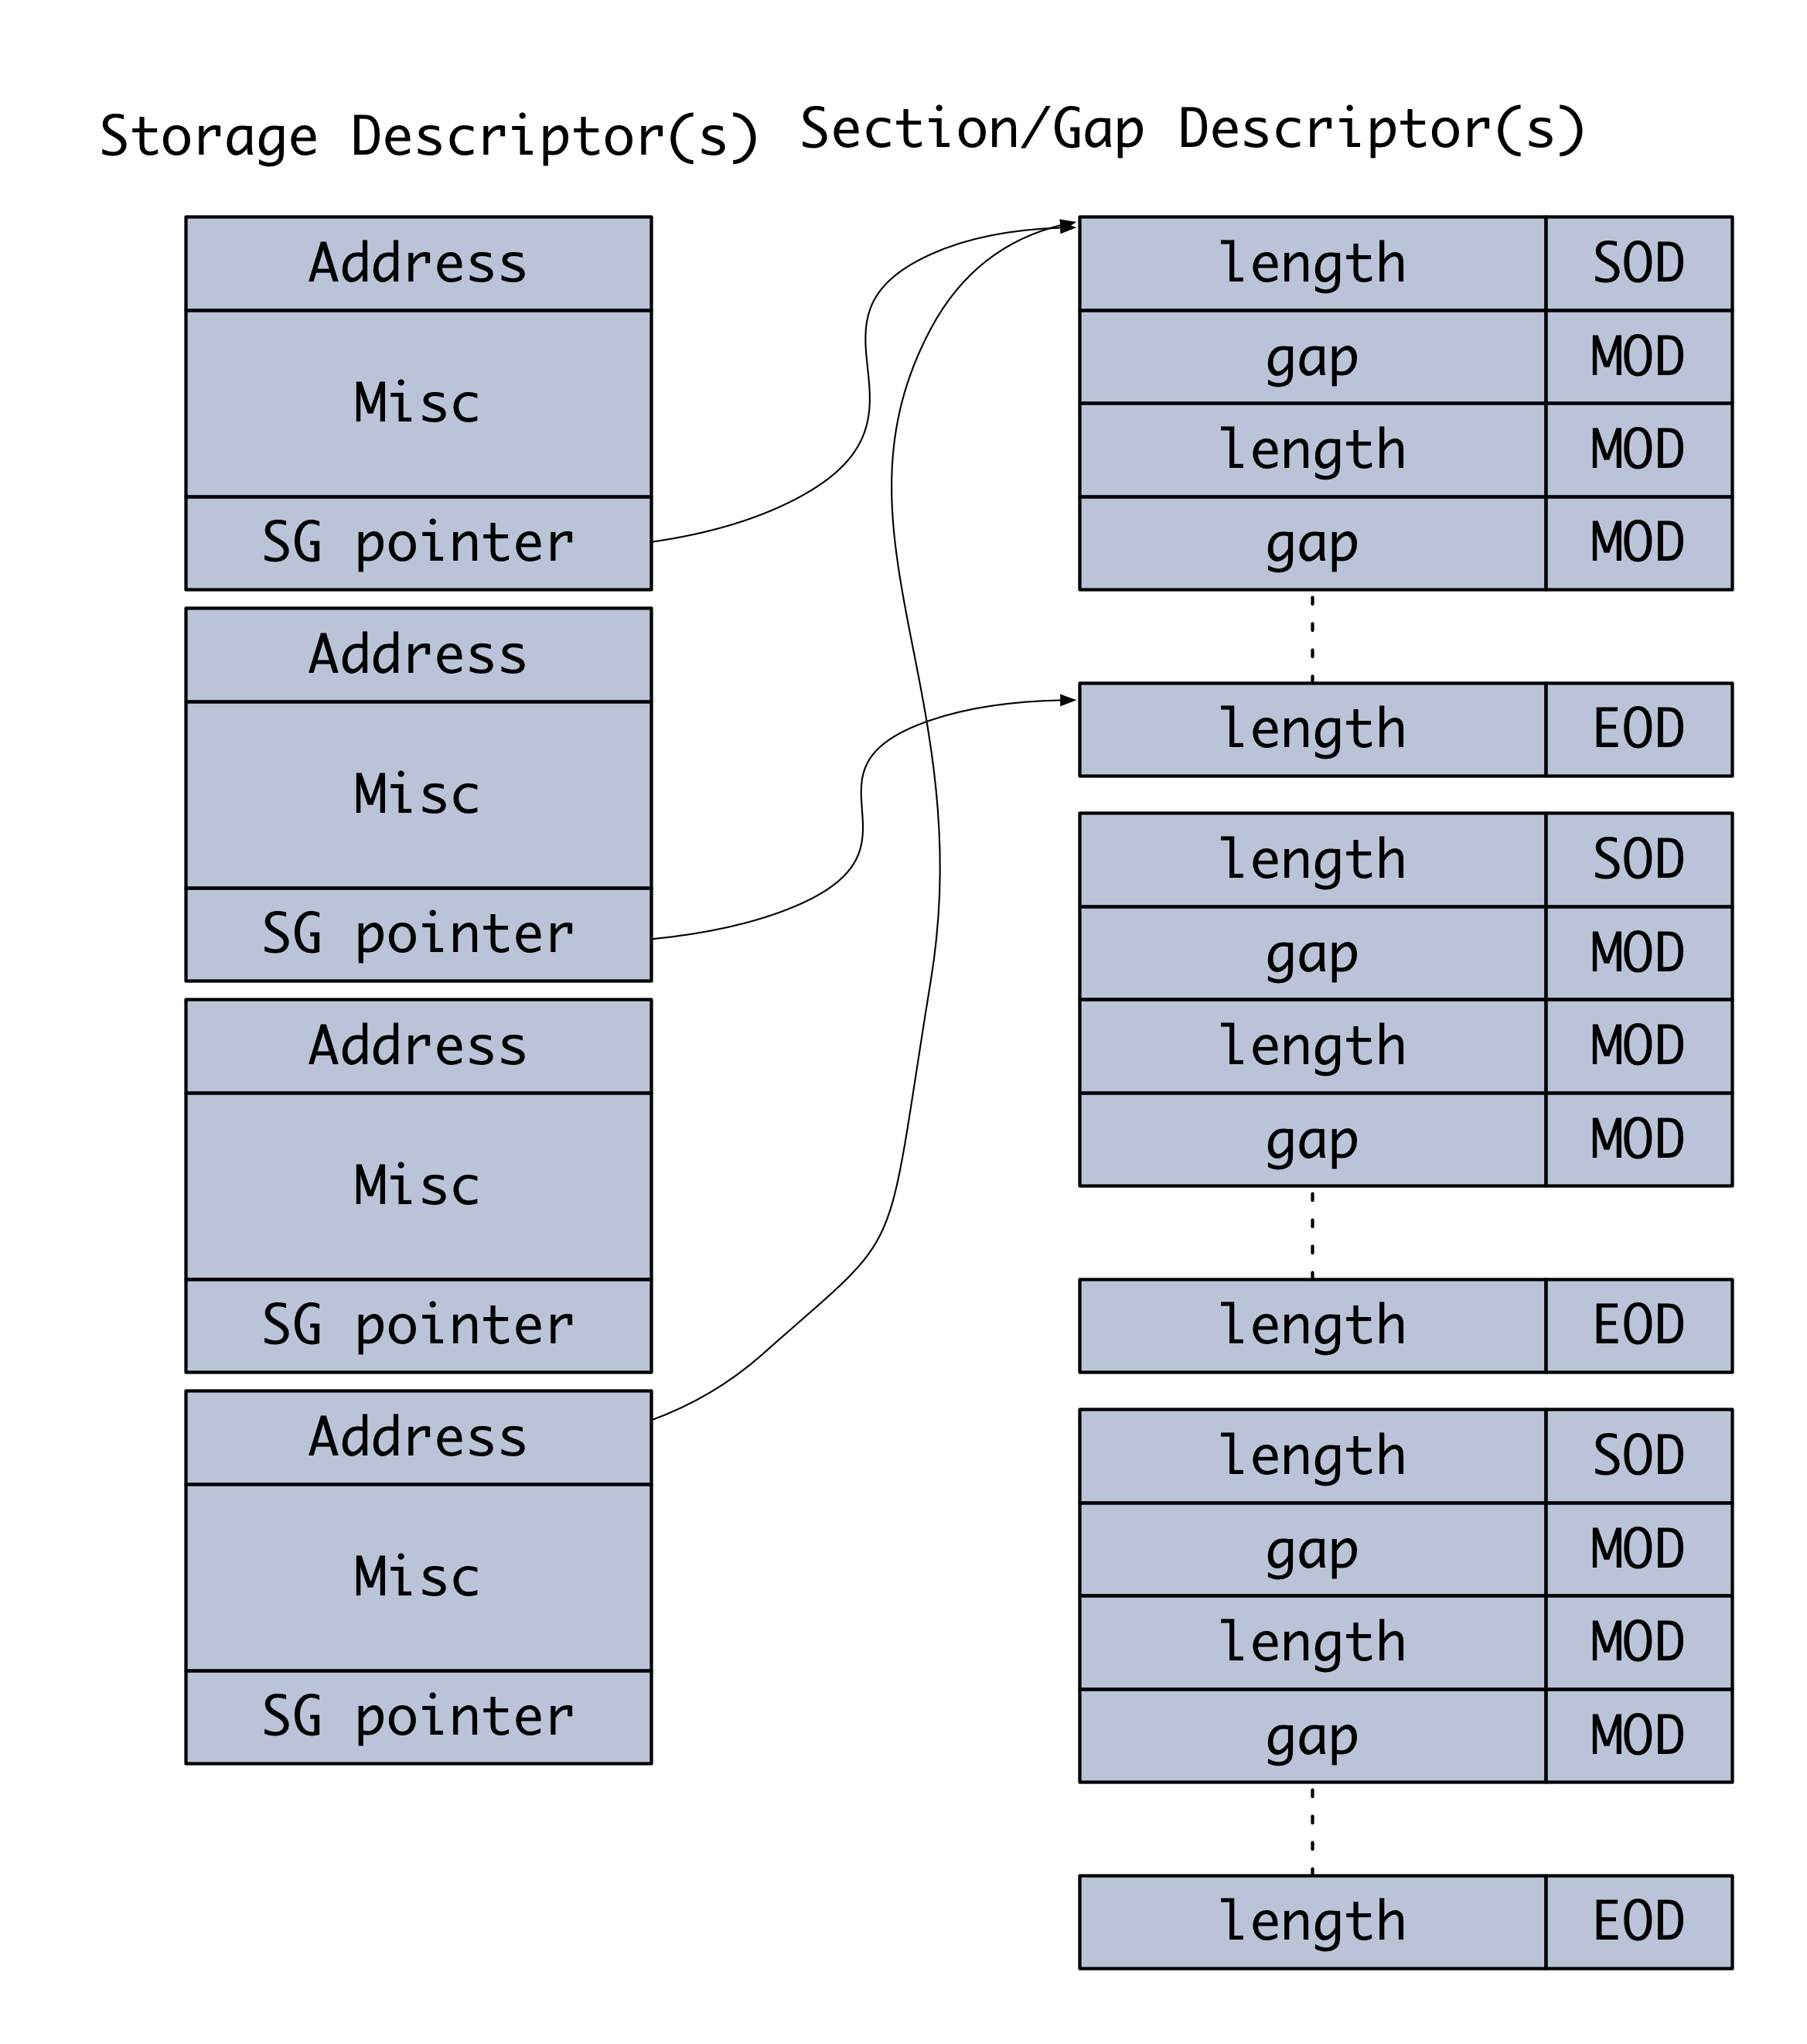 Storage Descriptor(s)
Section/Gap Descriptor(s)
Address
Misc
SG pointer
Address
Misc
SG pointer
Address
Misc
SG pointer
Address
Misc
SG pointer
length SOD
gap MOD
length MOD
gap MOD
length EOD
length SOD
gap MOD
length MOD
gap MOD
length EOD
length SOD
gap MOD
length MOD
gap MOD
length EOD